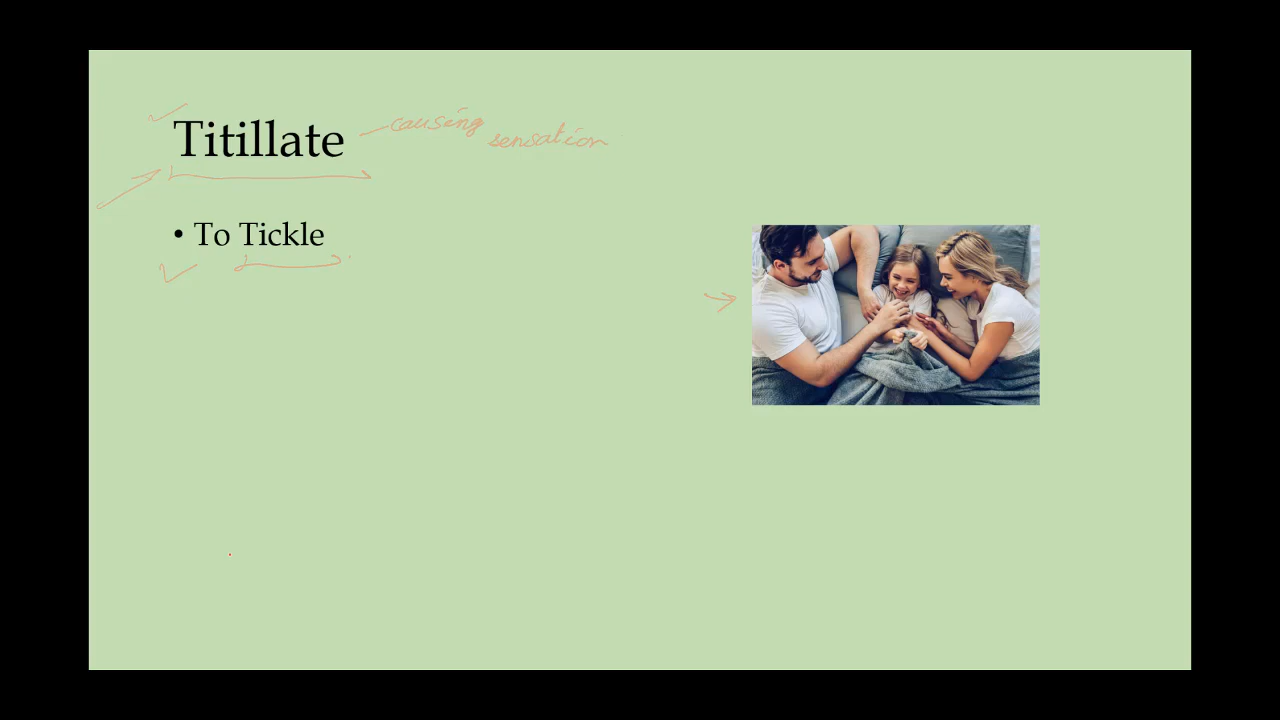 Titillate
causing
sensation
• To Tickle